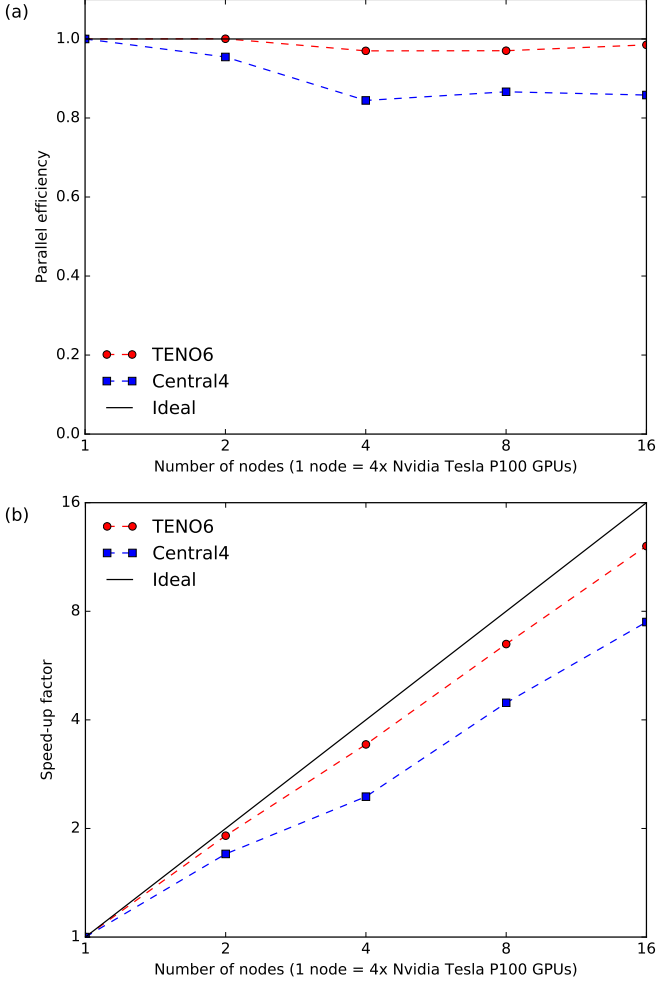 (a)
1.0
0.8
0.6
0.4
0.2
0.0
Parallel efficiency
TENO6
Central4
Ideal
1 2 4 8 16
Number of nodes (1 node = 4x Nvidia Tesla P100 GPUs)
(b)
16
8
4
2
1
Speed-up factor
TENO6
Central4
Ideal
1 2 4 8 16
Number of nodes (1 node = 4x Nvidia Tesla P100 GPUs)